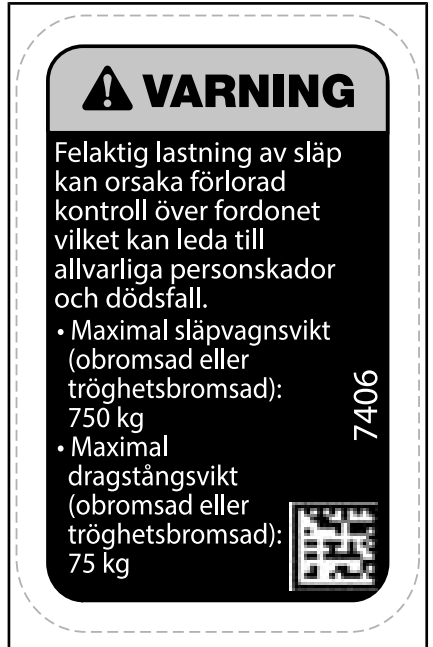 VARNING
Felaktig lastning av släp
kan orsaka förlorad
kontroll över fordonet
vilket kan leda till
allvarliga personskador
och dödsfall.
• Maximal släpvagnsvikt
(obromsad eller
tröghetsbromsad):
750 kg
• Maximal
dragstångsvikt
(obromsad eller
tröghetsbromsad):
75 kg
7406